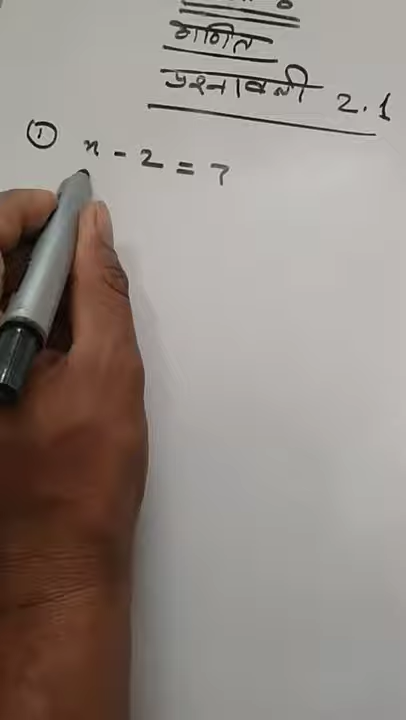 गणित
प्रश्नावली 2.1
① x - 2 = 7